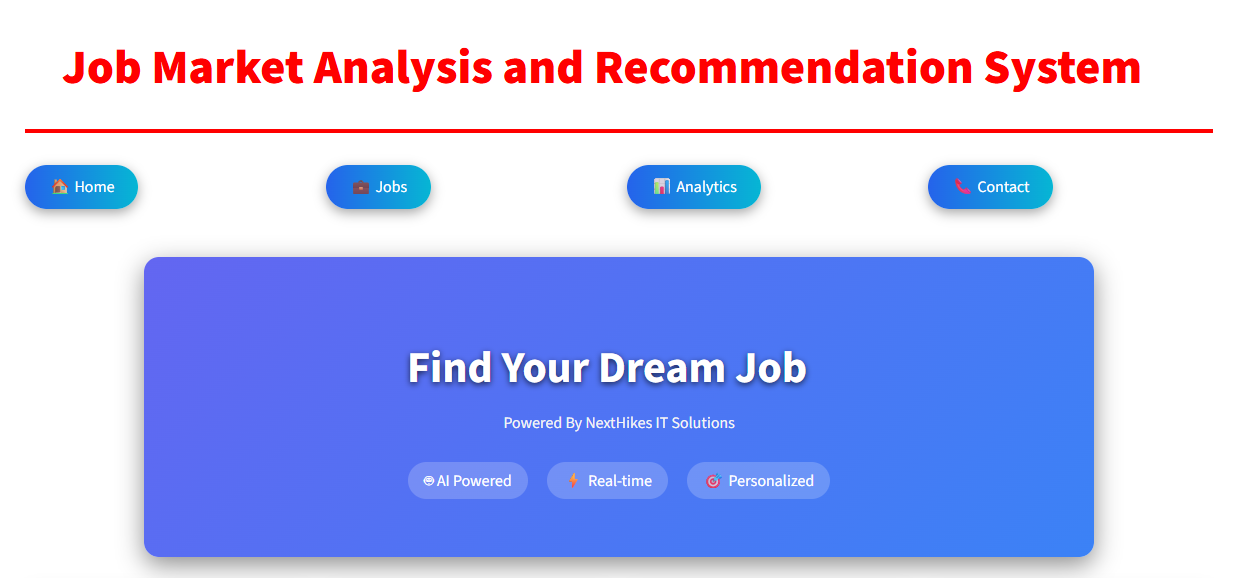 Job Market Analysis and Recommendation System
🏠 Home
💼 Jobs
📊 Analytics
📞 Contact
Find Your Dream Job
Powered By NextHikes IT Solutions
AI Powered
⚡ Real-time
🎯 Personalized